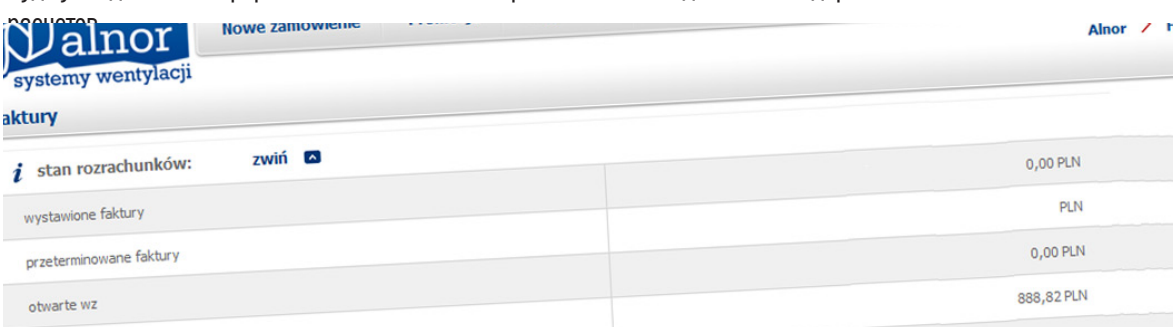 расчетов
alnor
systemy wentylacji
Nowe zamówienie
Alnor /
aktury
i stan rozrachunków: zwiń
0,00 PLN
wystawione faktury
PLN
przeterminowane faktury
0,00 PLN
otwarte wz
888,82 PLN